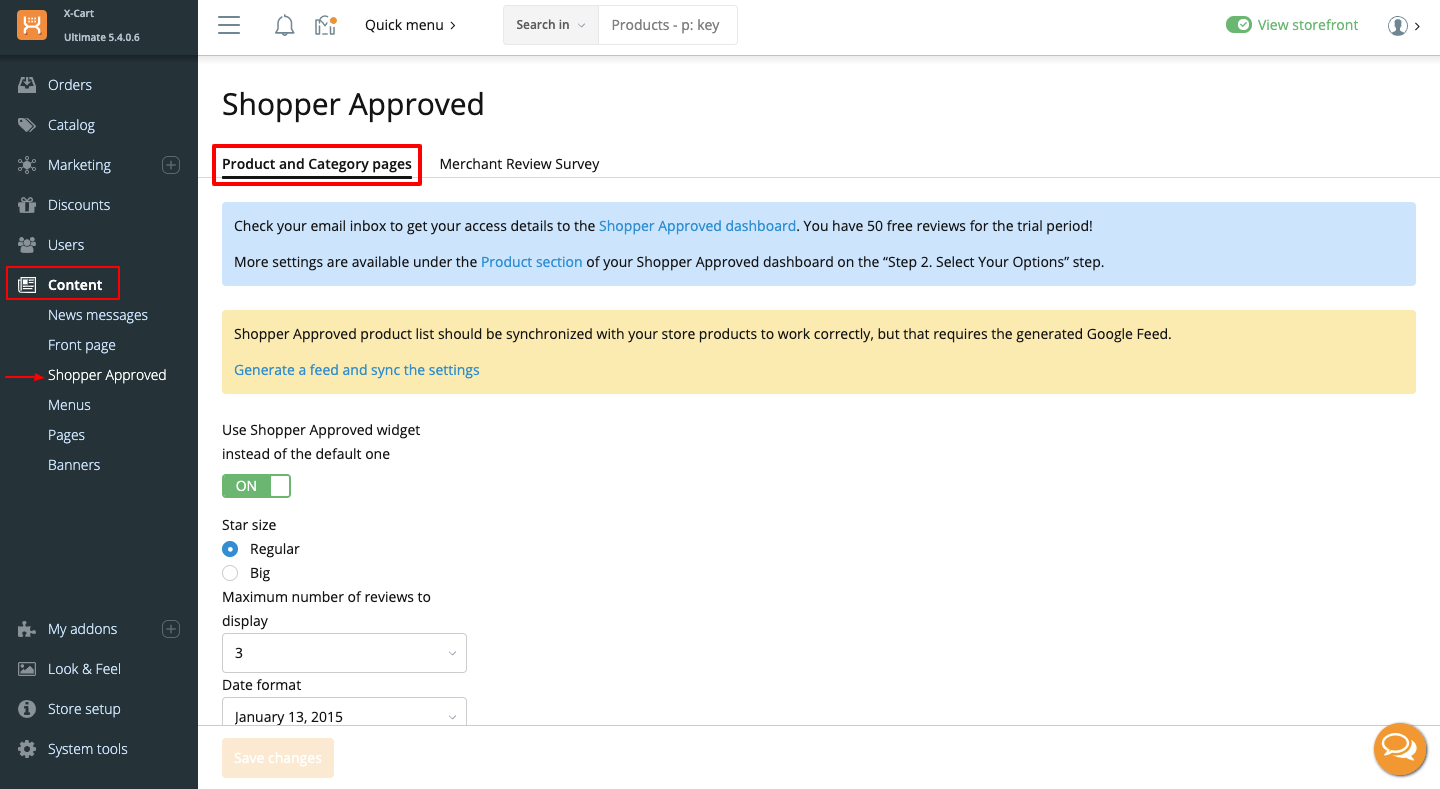 X-Cart
Ultimate 5.4.0.6
Quick menu
Search in
Products - p: key
View storefront
Orders
Catalog
Marketing
Discounts
Users
Content
News messages
Front page
Shopper Approved
Menus
Pages
Banners
My addons
Look & Feel
Store setup
System tools
Shopper Approved
Product and Category pages
Merchant Review Survey
Check your email inbox to get your access details to the Shopper Approved dashboard. You have 50 free reviews for the trial period!
More settings are available under the Product section of your Shopper Approved dashboard on the “Step 2. Select Your Options” step.
Shopper Approved product list should be synchronized with your store products to work correctly, but that requires the generated Google Feed.
Generate a feed and sync the settings
Use Shopper Approved widget
instead of the default one
ON
Star size
Regular
Big
Maximum number of reviews to
display
3
Date format
January 13, 2015
Save changes